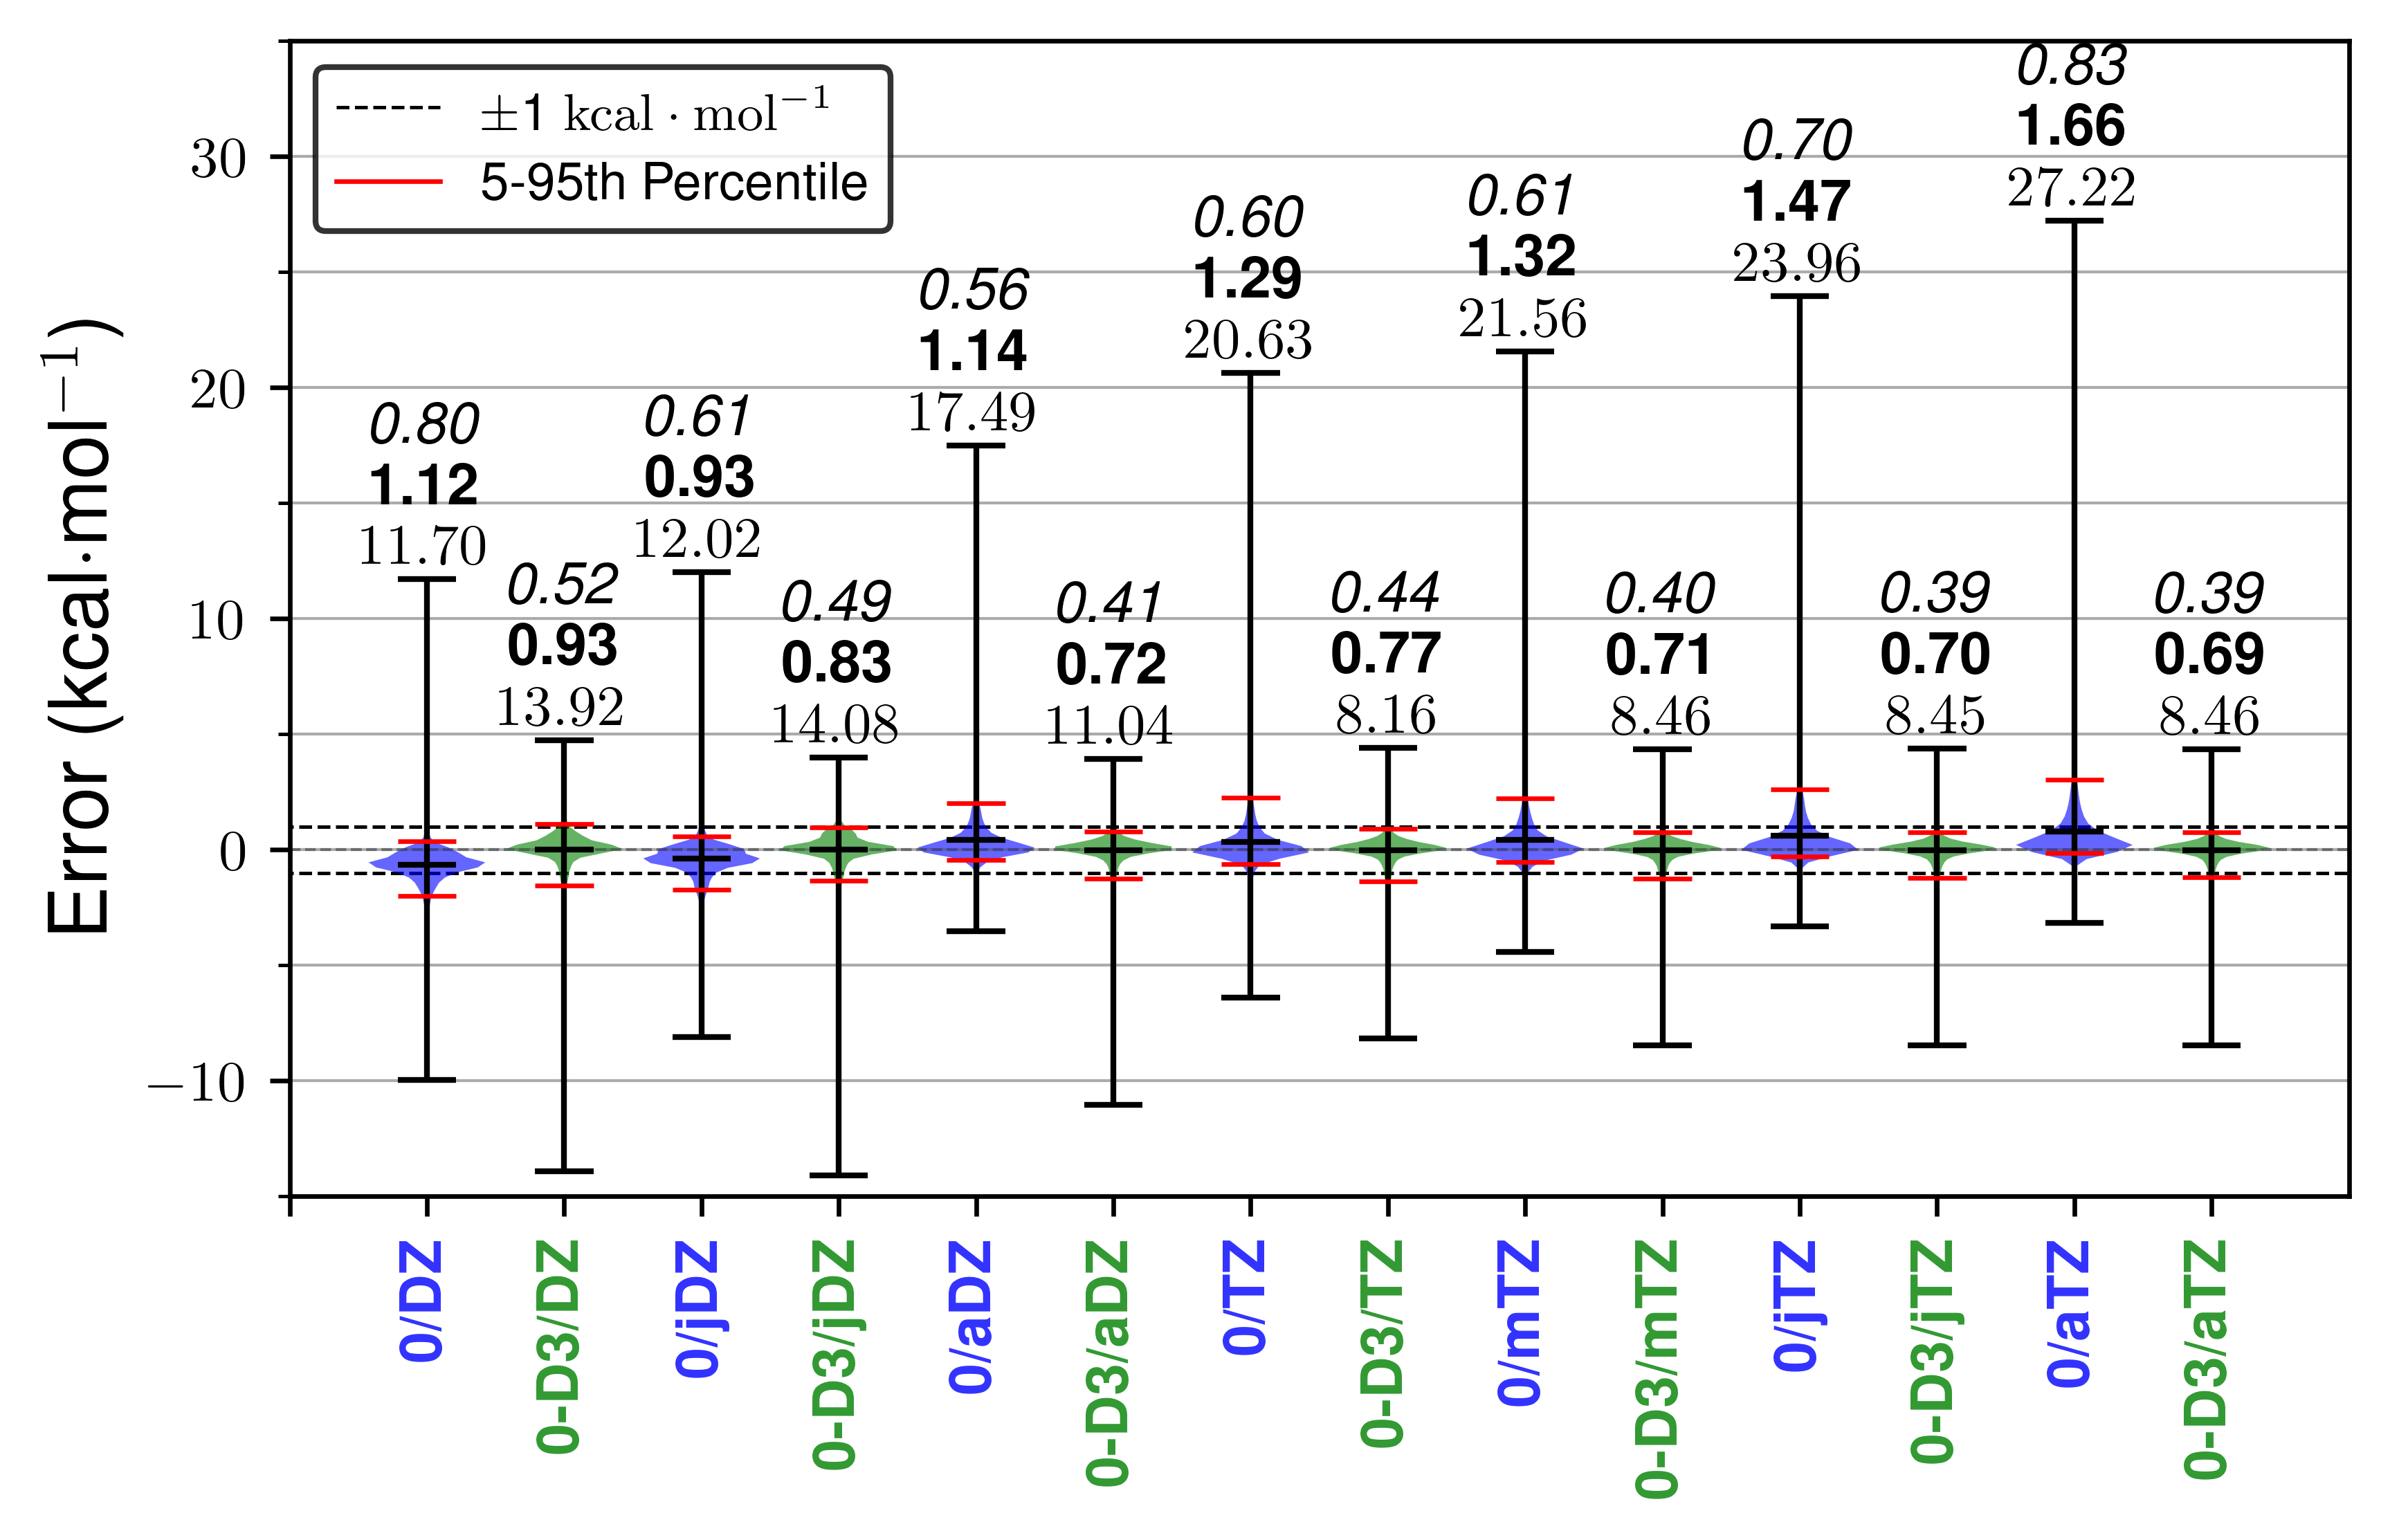 ±1 kcal · mol⁻¹
5-95th Percentile
Error (kcal·mol⁻¹)
30
20
10
0
−10
0.80
1.12
11.70
0.52
0.93
13.92
0.61
0.93
12.02
0.49
0.83
14.08
0.56
1.14
17.49
0.41
0.72
11.04
0.60
1.29
20.63
0.44
0.77
8.16
0.61
1.32
21.56
0.40
0.71
8.46
0.70
1.47
23.96
0.39
0.70
8.45
0.83
1.66
27.22
0.39
0.69
8.46
0/DZ
0-D3/DZ
0/jDZ
0-D3/jDZ
0/aDZ
0-D3/aDZ
0/TZ
0-D3/TZ
0/mTZ
0-D3/mTZ
0/jTZ
0-D3/jTZ
0/aTZ
0-D3/aTZ